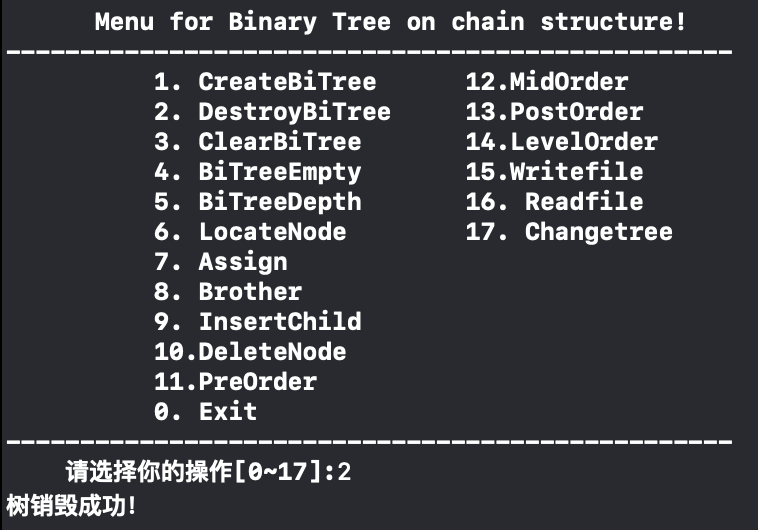 Menu for Binary Tree on chain structure!
-------------------------------------------------
1. CreateBiTree 12.MidOrder
2. DestroyBiTree 13.PostOrder
3. ClearBiTree 14.LevelOrder
4. BiTreeEmpty 15.Writefile
5. BiTreeDepth 16. Readfile
6. LocateNode 17. Changetree
7. Assign
8. Brother
9. InsertChild
10.DeleteNode
11.PreOrder
0. Exit
-------------------------------------------------
请选择你的操作[0~17]:2
树销毁成功!